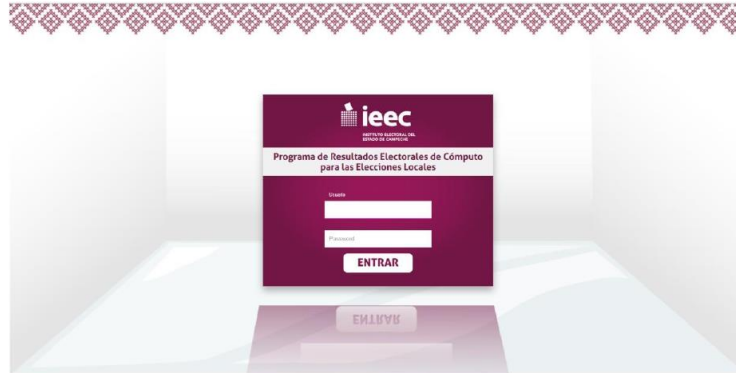 ieec
INSTITUTO ELECTORAL DEL
ESTADO DE CAMPECHE
Programa de Resultados Electorales de Cómputo
para las Elecciones Locales
Usuario
Password
ENTRAR
ENTRAR